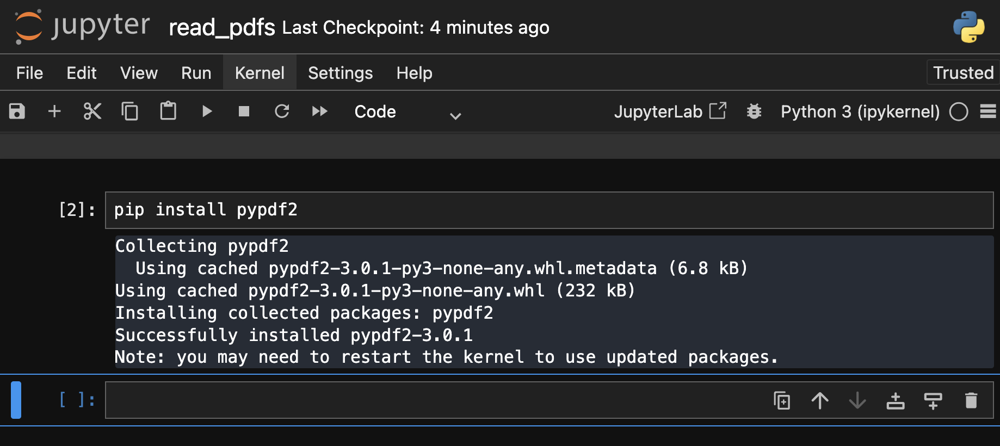 jupyter read_pdfs Last Checkpoint: 4 minutes ago
File Edit View Run Kernel Settings Help Trusted
Code JupyterLab Python 3 (ipykernel)
[2]: pip install pypdf2
Collecting pypdf2
  Using cached pypdf2-3.0.1-py3-none-any.whl.metadata (6.8 kB)
Using cached pypdf2-3.0.1-py3-none-any.whl (232 kB)
Installing collected packages: pypdf2
Successfully installed pypdf2-3.0.1
Note: you may need to restart the kernel to use updated packages.
[ ]: